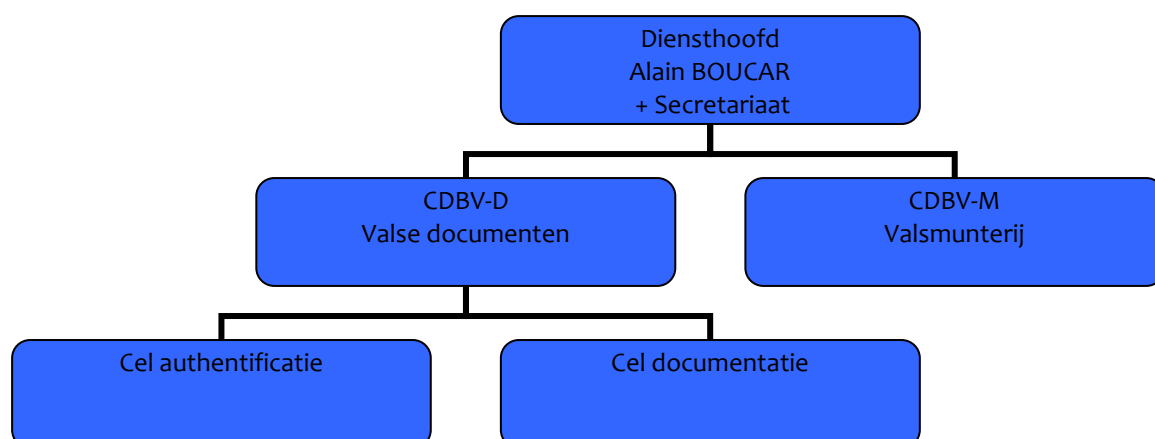 Diensthoofd
Alain BOUCAR
+ Secretariaat
CDBV-D
Valse documenten
CDBV-M
Valsmunterij
Cel authentificatie
Cel documentatie